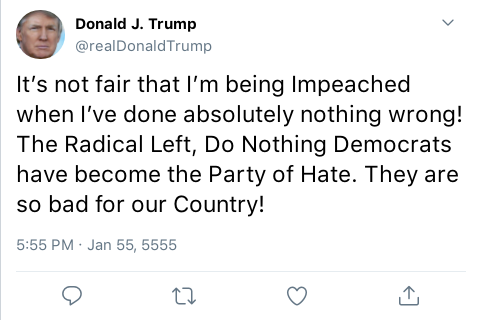 Donald J. Trump
@realDonaldTrump
It’s not fair that I’m being Impeached
when I’ve done absolutely nothing wrong!
The Radical Left, Do Nothing Democrats
have become the Party of Hate. They are
so bad for our Country!
5:55 PM · Jan 55, 5555